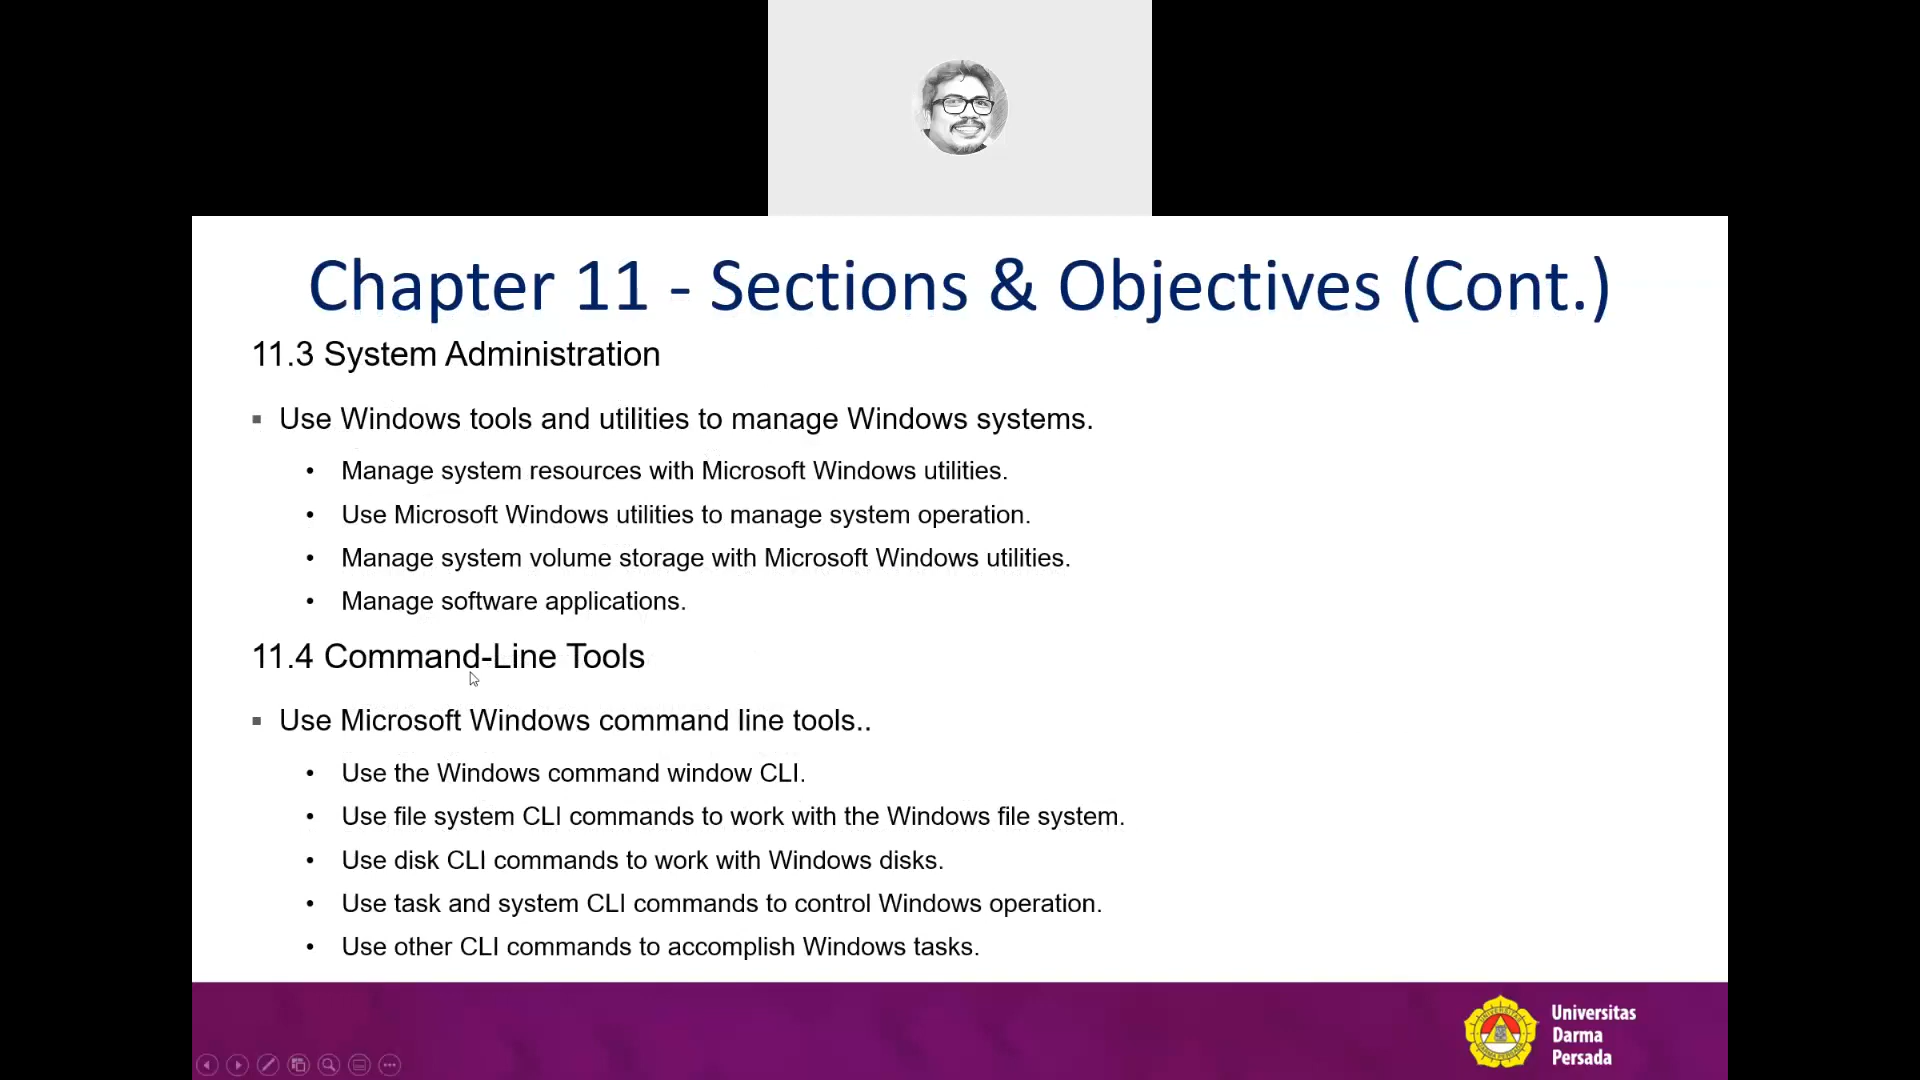 Chapter 11 - Sections & Objectives (Cont.)
11.3 System Administration
▪ Use Windows tools and utilities to manage Windows systems.
• Manage system resources with Microsoft Windows utilities.
• Use Microsoft Windows utilities to manage system operation.
• Manage system volume storage with Microsoft Windows utilities.
• Manage software applications.
11.4 Command-Line Tools
▪ Use Microsoft Windows command line tools..
• Use the Windows command window CLI.
• Use file system CLI commands to work with the Windows file system.
• Use disk CLI commands to work with Windows disks.
• Use task and system CLI commands to control Windows operation.
• Use other CLI commands to accomplish Windows tasks.
UNIVERSITAS
DARMA PERSADA
Universitas
Darma
Persada